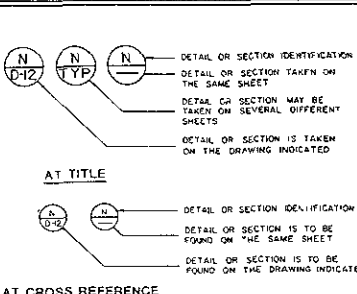 N N N
D-12 TYP —
DETAIL OR SECTION IDENTIFICATION
DETAIL OR SECTION TAKEN ON
THE SAME SHEET
DETAIL OR SECTION MAY BE
TAKEN ON SEVERAL DIFFERENT
SHEETS
DETAIL OR SECTION IS TAKEN
ON THE DRAWING INDICATED
AT TITLE
N N
D-12 —
DETAIL OR SECTION IDENTIFICATION
DETAIL OR SECTION IS TO BE
FOUND ON THE SAME SHEET
DETAIL OR SECTION IS TO BE
FOUND ON THE DRAWING INDICATE
AT CROSS REFERENCE